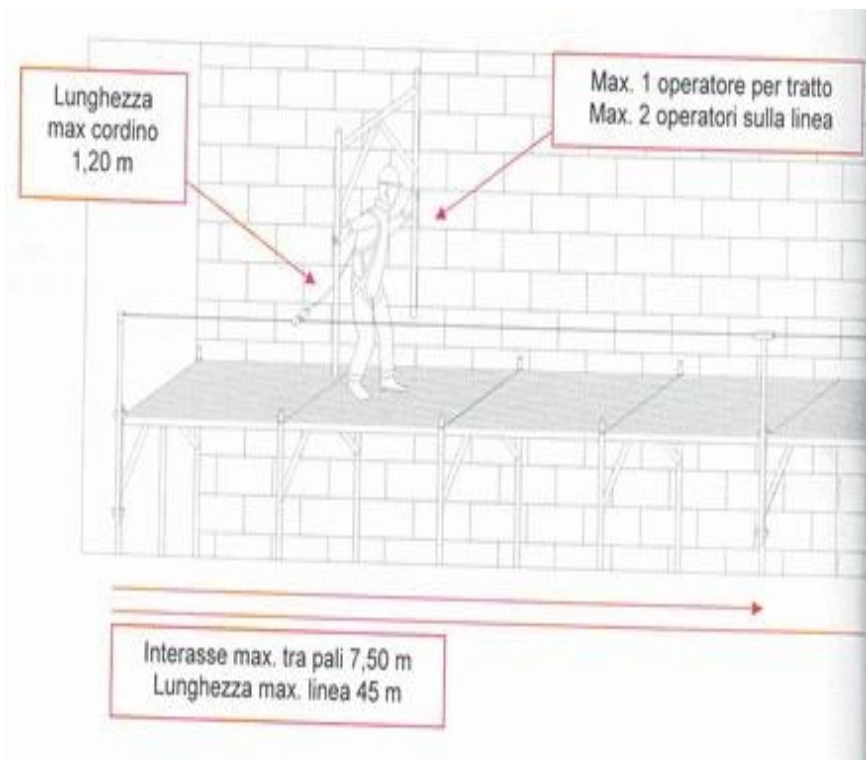 Lunghezza
max cordino
1,20 m
Max. 1 operatore per tratto
Max. 2 operatori sulla linea
Interasse max. tra pali 7,50 m
Lunghezza max. linea 45 m